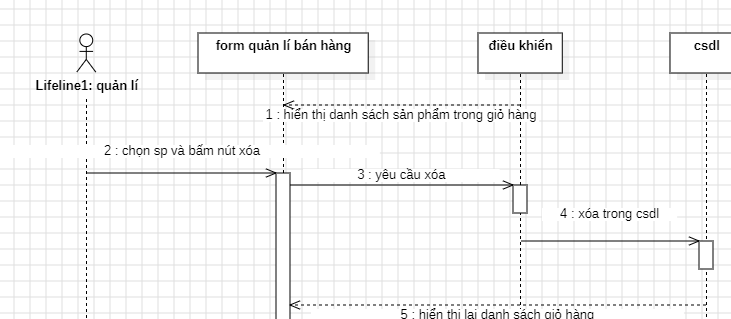 form quản lí bán hàng
điều khiển
csdl
Lifeline1: quản lí
1 : hiển thị danh sách sản phẩm trong giỏ hàng
2 : chọn sp và bấm nút xóa
3 : yêu cầu xóa
4 : xóa trong csdl
5 : hiển thị lại danh sách giỏ hàng